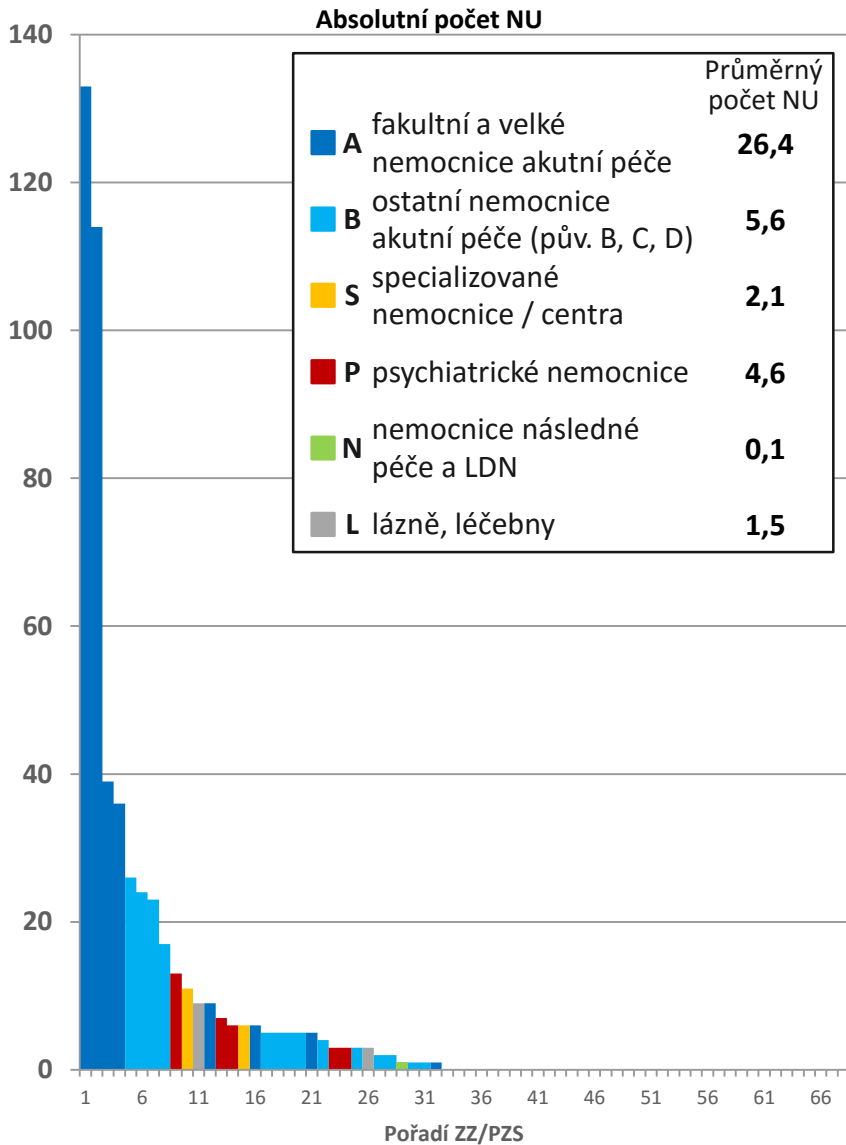 Absolutní počet NU
140
120
100
80
60
40
20
0
Průměrný
počet NU
A fakultní a velké
nemocnice akutní péče 26,4
B ostatní nemocnice
akutní péče (pův. B, C, D) 5,6
S specializované
nemocnice / centra 2,1
P psychiatrické nemocnice 4,6
N nemocnice následné
péče a LDN 0,1
L lázně, léčebny 1,5
1 6 11 16 21 26 31 36 41 46 51 56 61 66
Pořadí ZZ/PZS